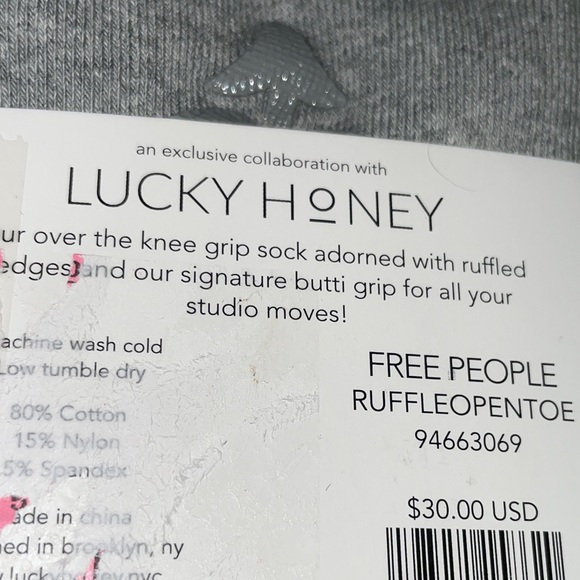 an exclusive collaboration with
LUCKY HONEY
ur over the knee grip sock adorned with ruffled
edges and our signature butti grip for all your
studio moves!
achine wash cold
Low tumble dry
80% Cotton
15% Nylon
5% Spandex
ade in china
ed in brooklyn, ny
FREE PEOPLE
RUFFLEOPENTOE
94663069
$30.00 USD